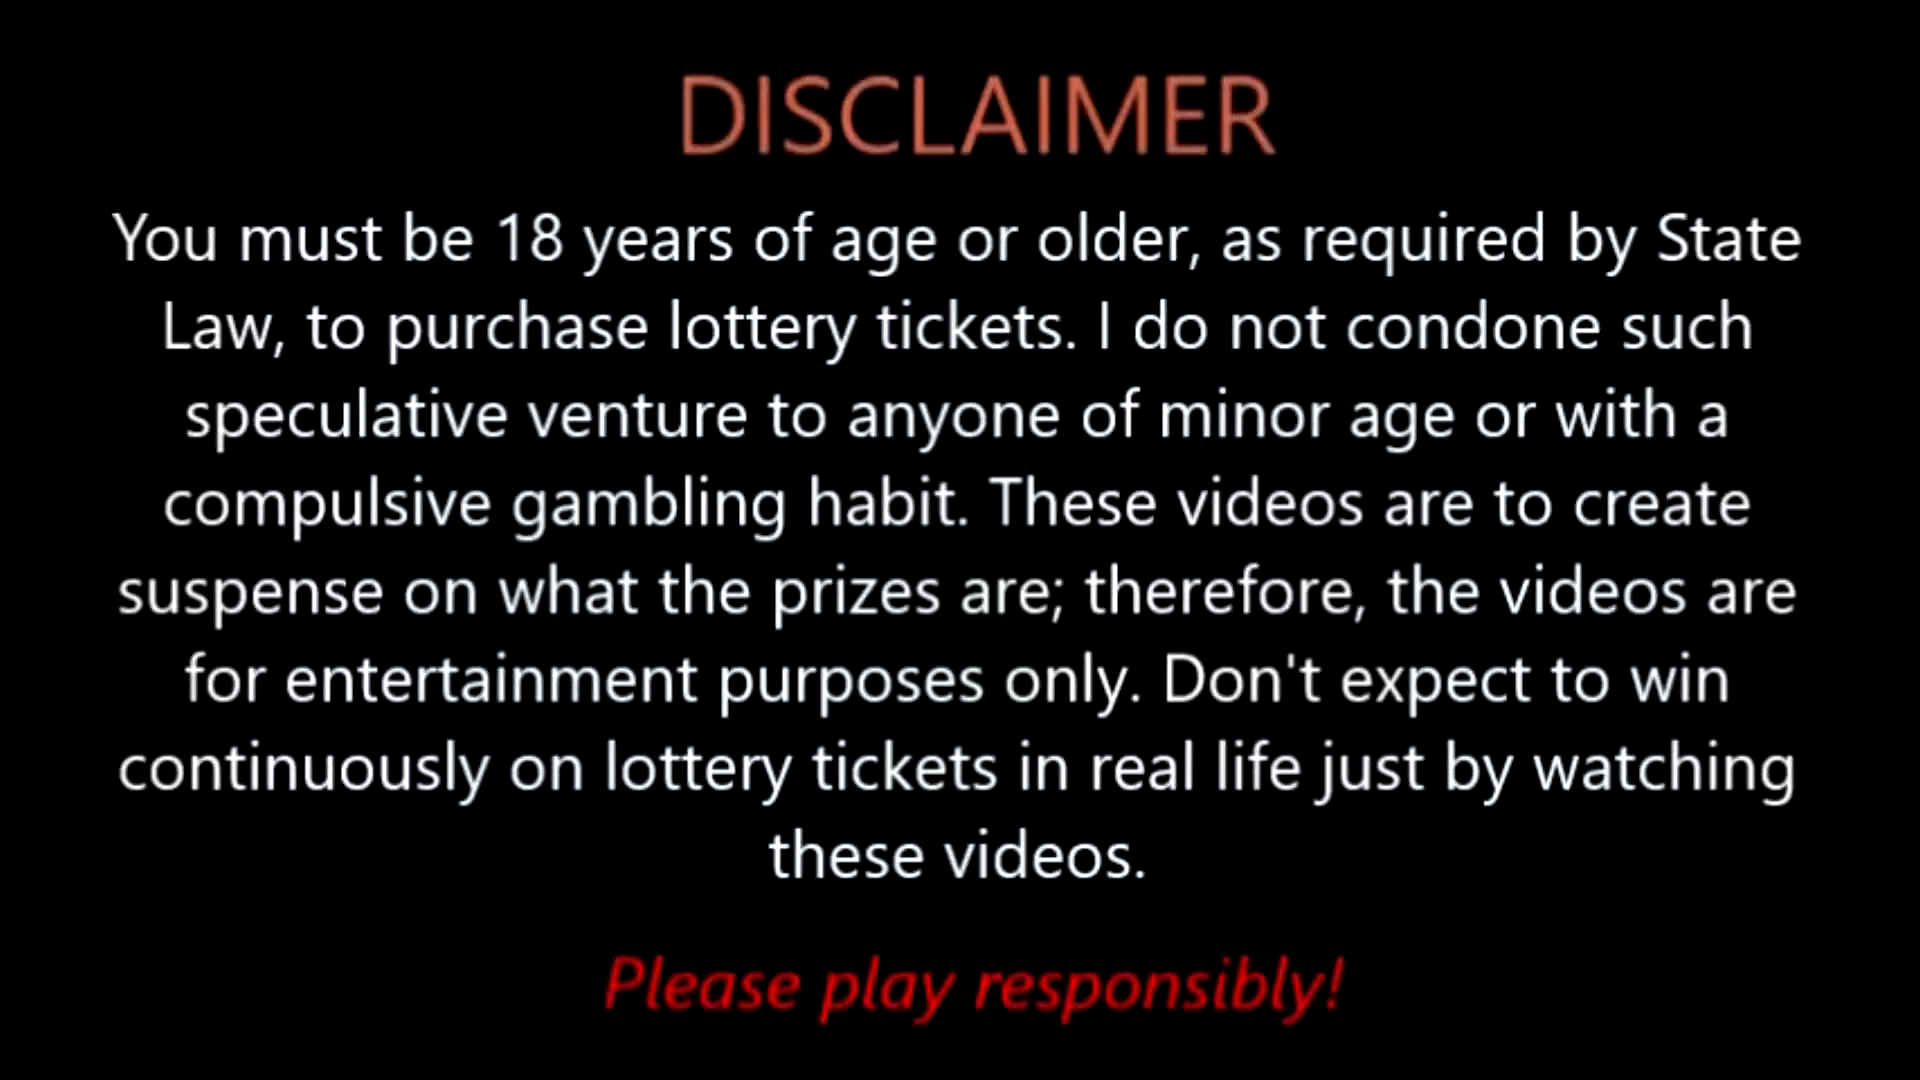 DISCLAIMER
You must be 18 years of age or older, as required by State
Law, to purchase lottery tickets. I do not condone such
speculative venture to anyone of minor age or with a
compulsive gambling habit. These videos are to create
suspense on what the prizes are; therefore, the videos are
for entertainment purposes only. Don't expect to win
continuously on lottery tickets in real life just by watching
these videos.
Please play responsibly!